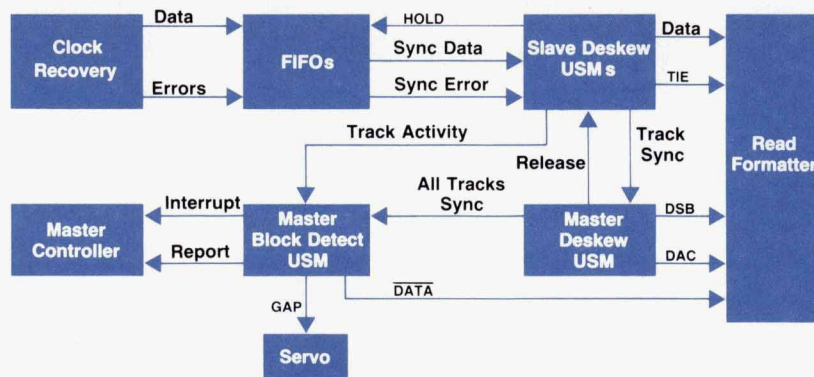 Data
HOLD
Data
Clock
Recovery
FIFOs
Sync Data
Slave Deskew
USMs
Errors
Sync Error
TIE
Track Activity
Track
Sync
Release
Read
Formatter
All Tracks
Sync
Interrupt
Master
Controller
Report
Master
Block Detect
USM
Master
Deskew
USM
DSB
DAC
GAP
DATA
Servo